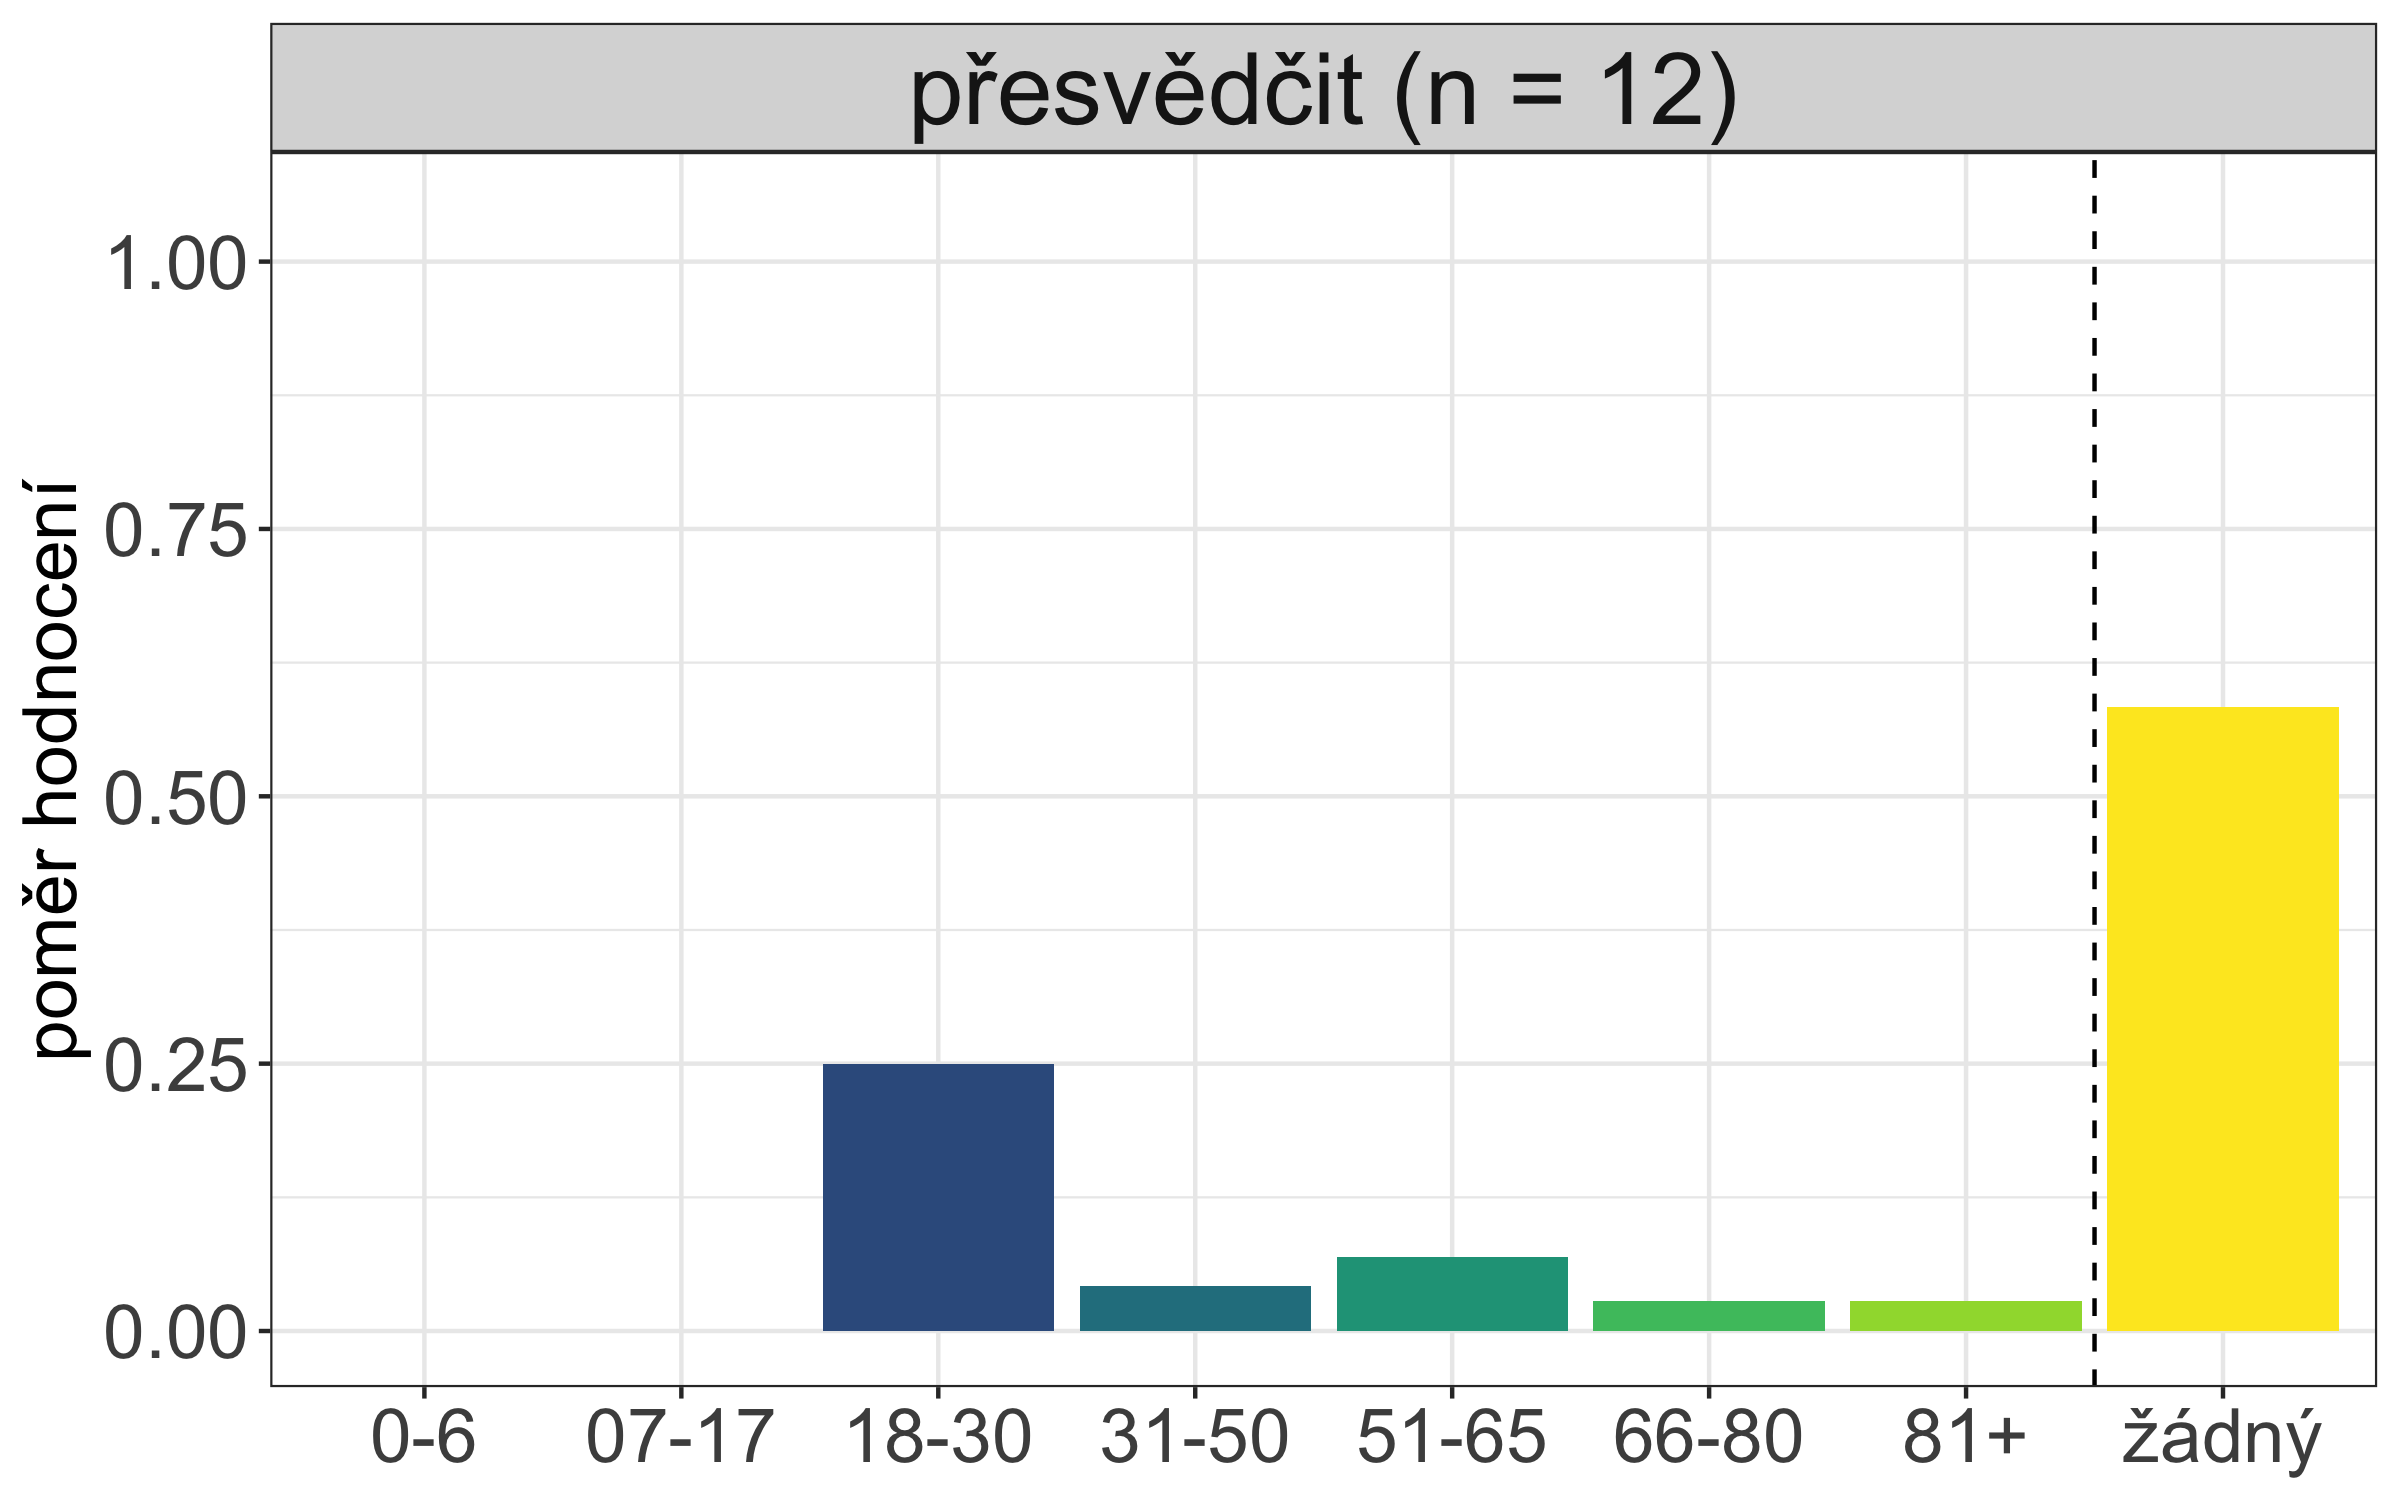 přesvědčit (n = 12)
poměr hodnocení
1.00
0.75
0.50
0.25
0.00
0-6 07-17 18-30 31-50 51-65 66-80 81+ žádný